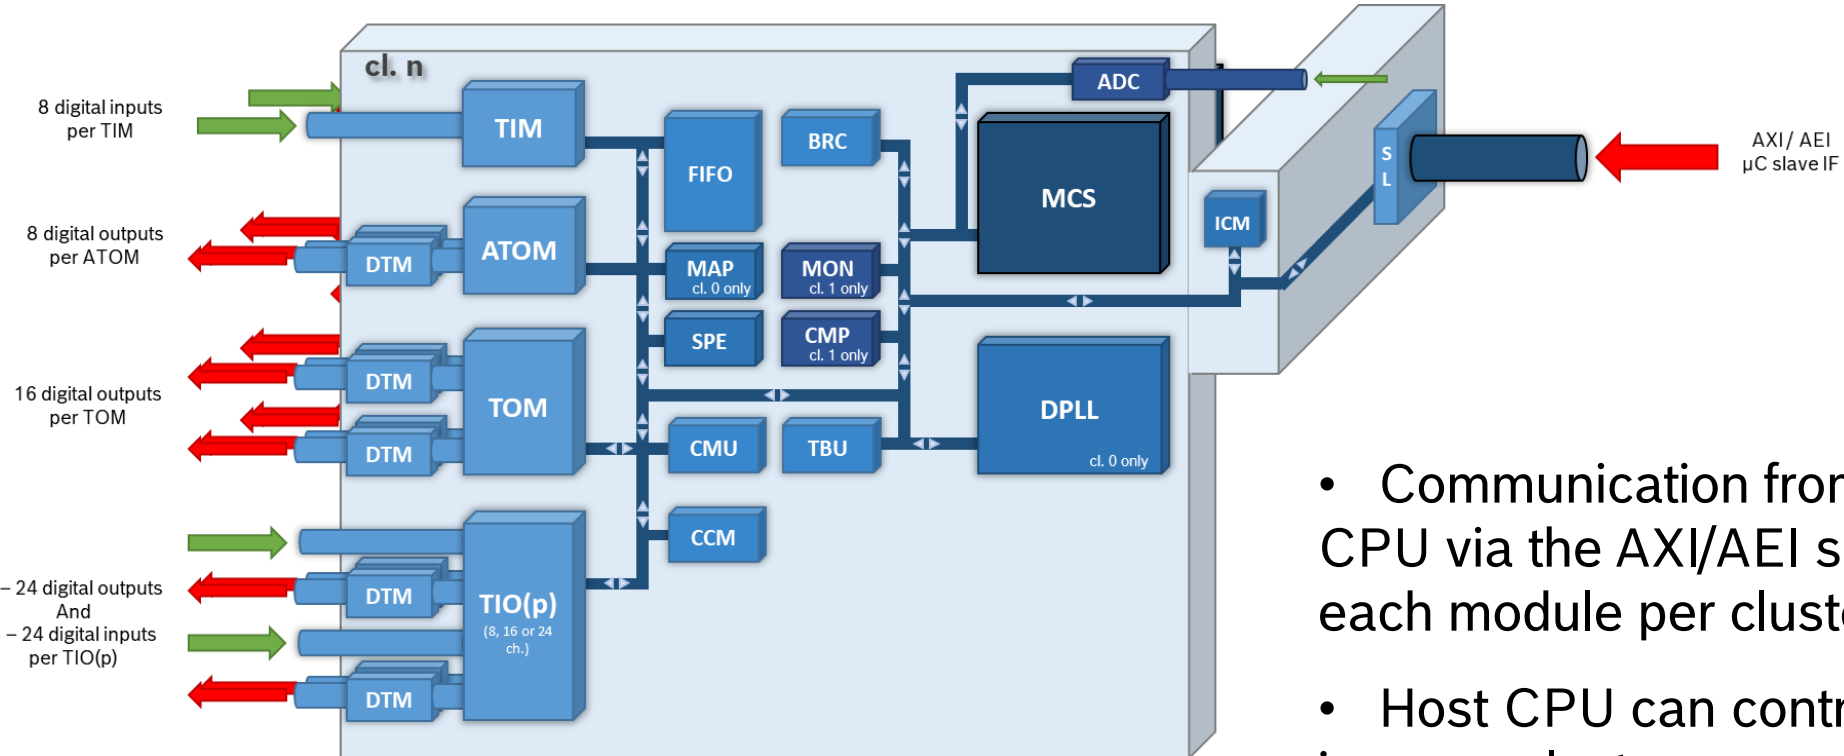 cl. n
8 digital inputs
per TIM
TIM
FIFO
BRC
ADC
MCS
S
L
AXI/ AEI
µC slave IF
ICM
8 digital outputs
per ATOM
DTM
ATOM
MAP
cl. 0 only
MON
cl. 1 only
SPE
CMP
cl. 1 only
16 digital outputs
per TOM
DTM
DTM
TOM
CMU
TBU
DPLL
cl. 0 only
CCM
– 24 digital outputs
And
– 24 digital inputs
per TIO(p)
DTM
DTM
TIO(p)
(8, 16 or 24
ch.)
• Communication from
CPU via the AXI/AEI s
each module per cluste
• Host CPU can contr